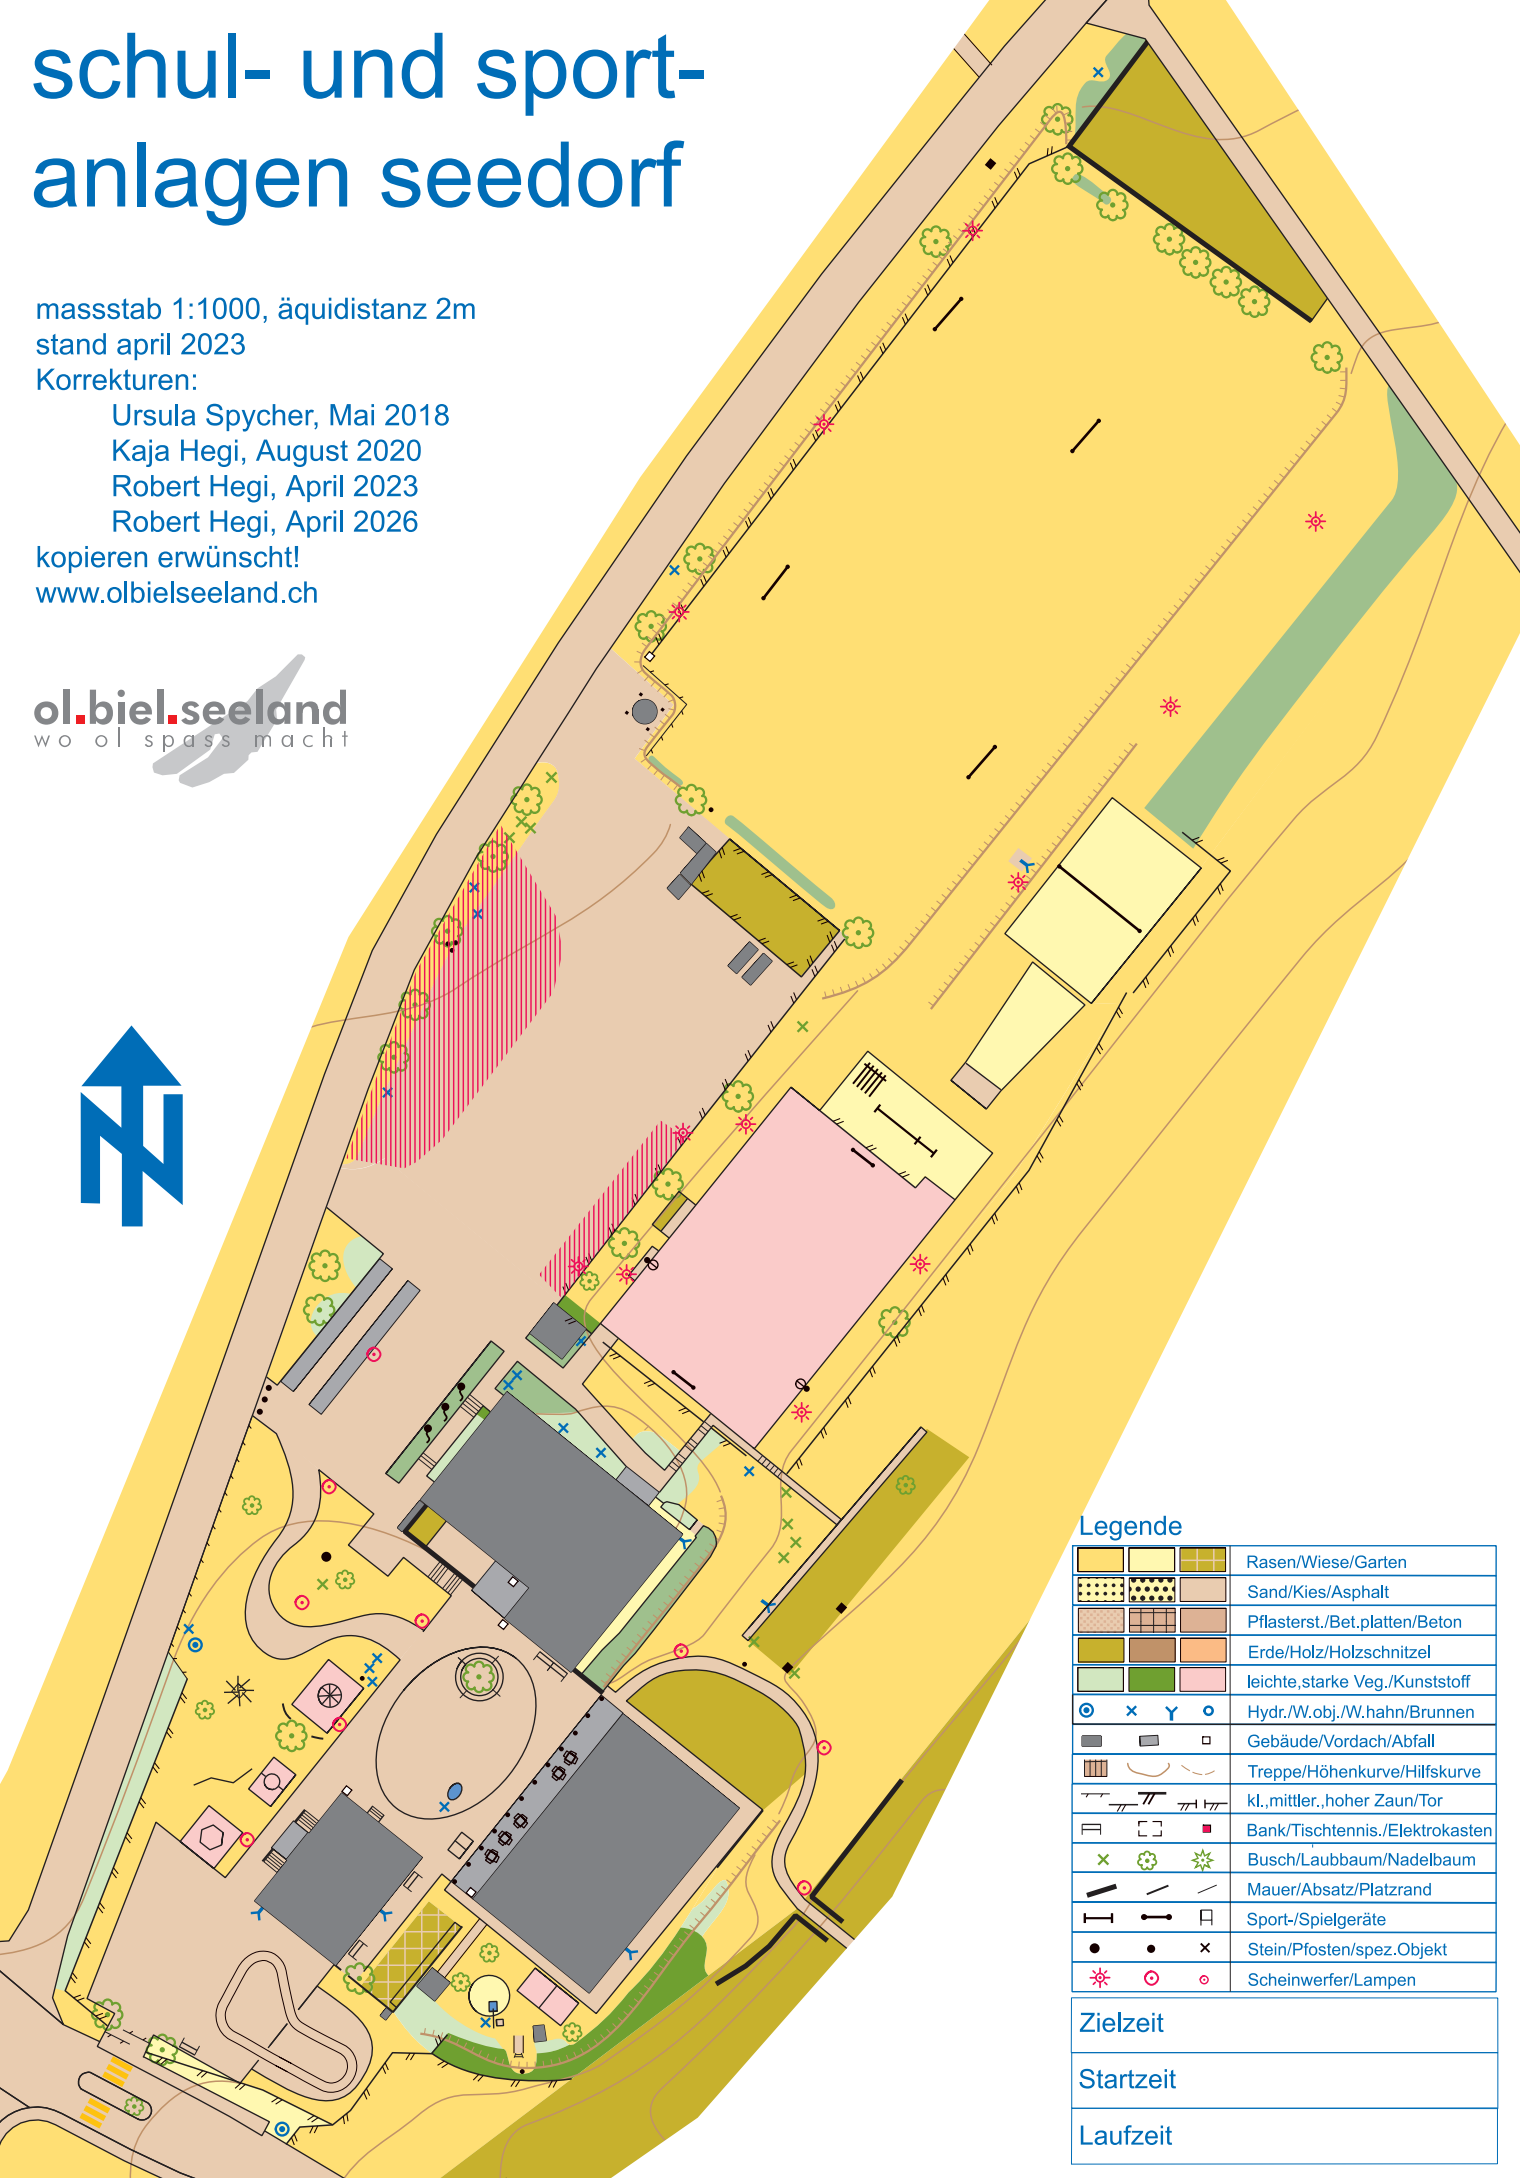 schul- und sport-
anlagen seedorf
massstab 1:1000, äquidistanz 2m
stand april 2023
Korrekturen:
Ursula Spycher, Mai 2018
Kaja Hegi, August 2020
Robert Hegi, April 2023
Robert Hegi, April 2026
kopieren erwünscht!
www.olbielseeland.ch
ol.biel.seeland
wo ol spass macht
N
Legende
Rasen/Wiese/Garten
Sand/Kies/Asphalt
Pflasterst./Bet.platten/Beton
Erde/Holz/Holzschnitzel
leichte,starke Veg./Kunststoff
Hydr./W.obj./W.hahn/Brunnen
Gebäude/Vordach/Abfall
Treppe/Höhenkurve/Hilfskurve
kl.,mittler.,hoher Zaun/Tor
Bank/Tischtennis./Elektrokasten
Busch/Laubbaum/Nadelbaum
Mauer/Absatz/Platzrand
Sport-/Spielgeräte
Stein/Pfosten/spez.Objekt
Scheinwerfer/Lampen
Zielzeit
Startzeit
Laufzeit